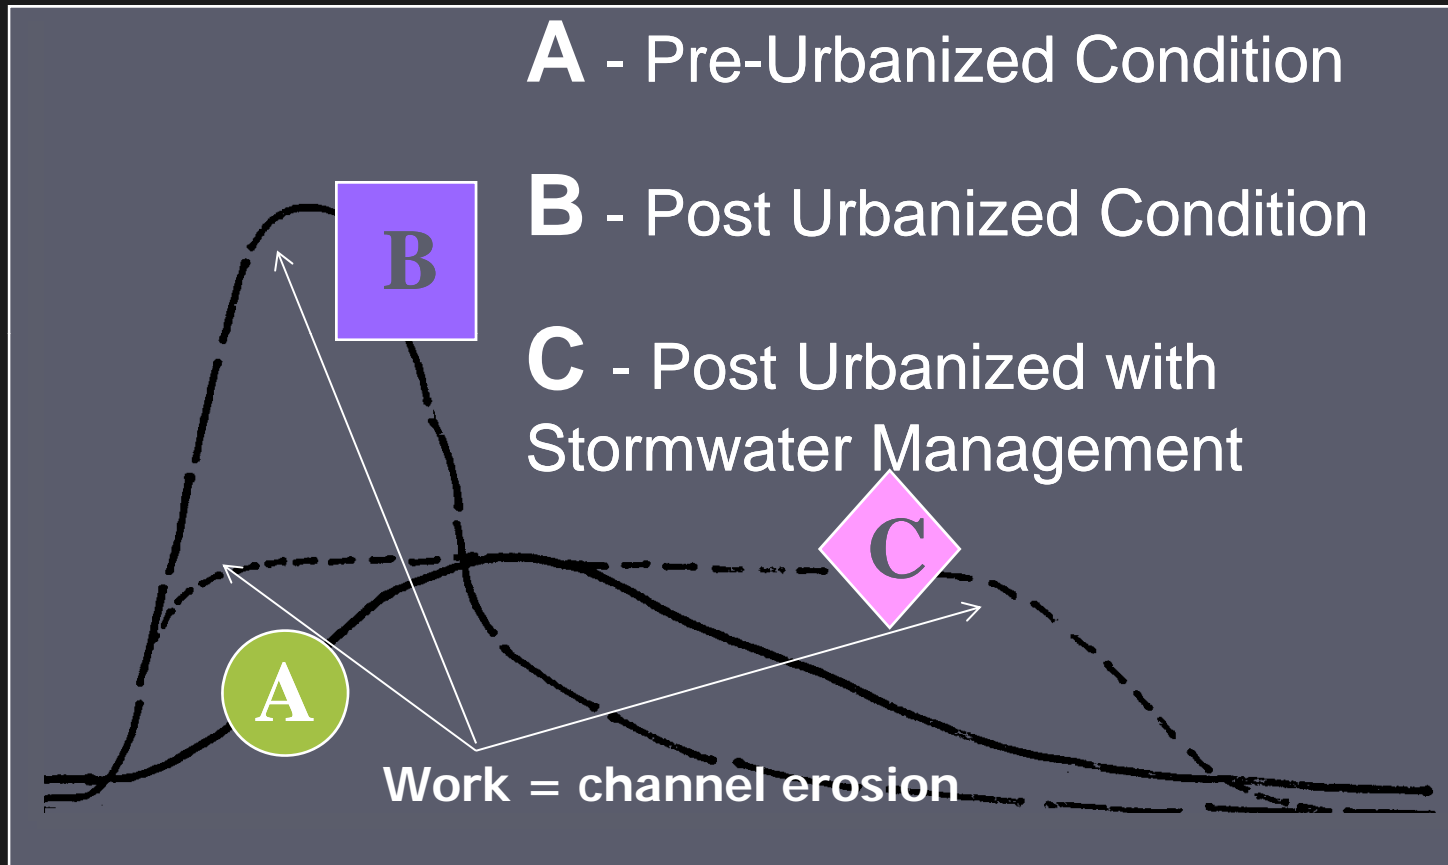 A - Pre-Urbanized Condition
B - Post Urbanized Condition
C - Post Urbanized with
Stormwater Management
B
C
A
Work = channel erosion